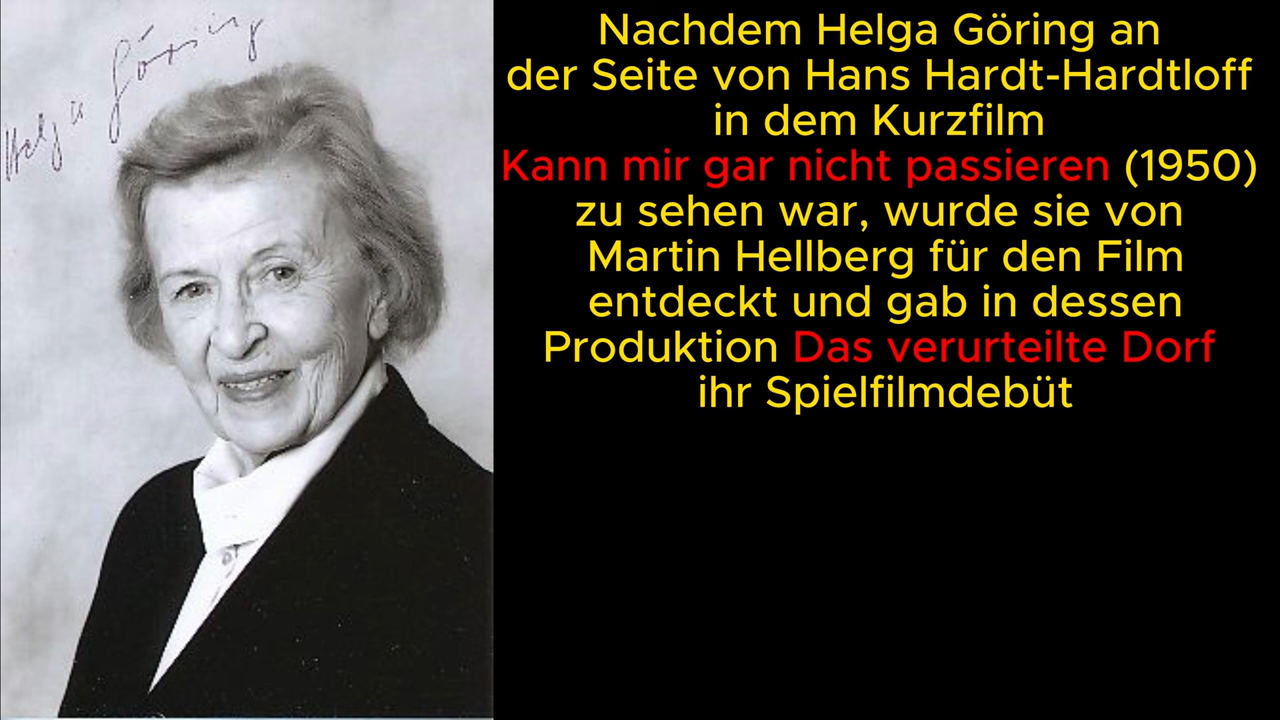 Helga Göring
Nachdem Helga Göring an
der Seite von Hans Hardt-Hardtloff
in dem Kurzfilm
Kann mir gar nicht passieren (1950)
zu sehen war, wurde sie von
Martin Hellberg für den Film
entdeckt und gab in dessen
Produktion Das verurteilte Dorf
ihr Spielfilmdebüt